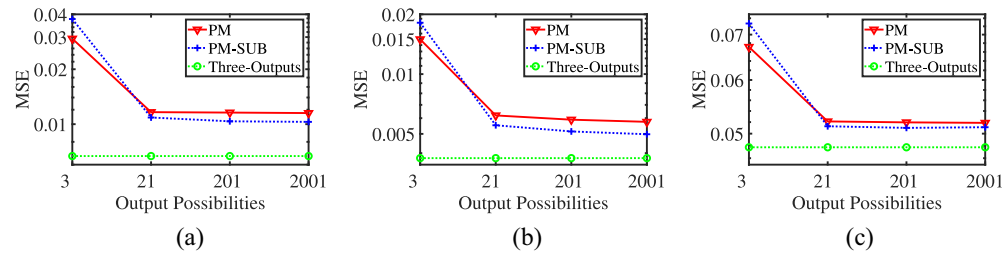 0.04
0.03
0.02
0.01
MSE
PM
PM-SUB
Three-Outputs
3 21 201 2001
Output Possibilities
(a)
0.02
0.015
0.01
0.005
MSE
PM
PM-SUB
Three-Outputs
3 21 201 2001
Output Possibilities
(b)
0.07
0.06
0.05
MSE
PM
PM-SUB
Three-Outputs
3 21 201 2001
Output Possibilities
(c)